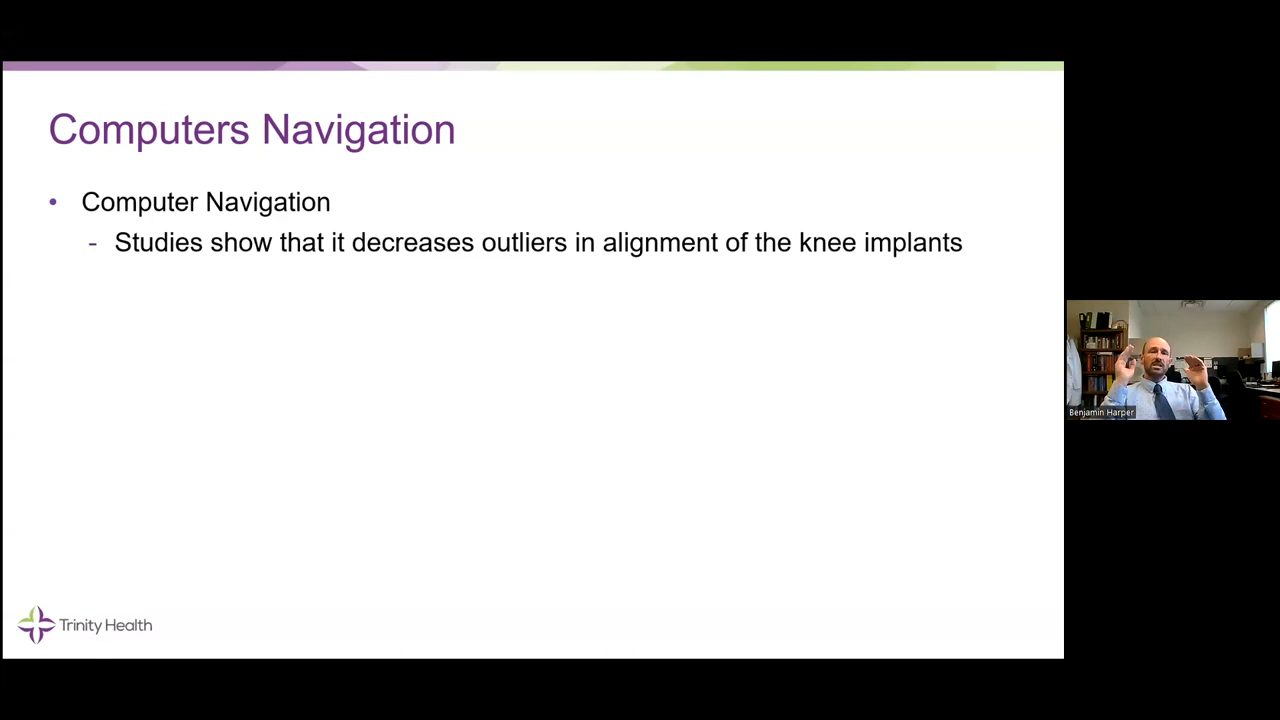 Computers Navigation
• Computer Navigation
- Studies show that it decreases outliers in alignment of the knee implants
Benjamin Harper
Trinity Health